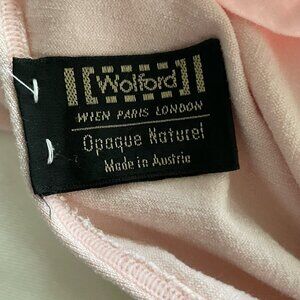 Wolford
WIEN PARIS LONDON
Opaque Naturel
Made in Austria